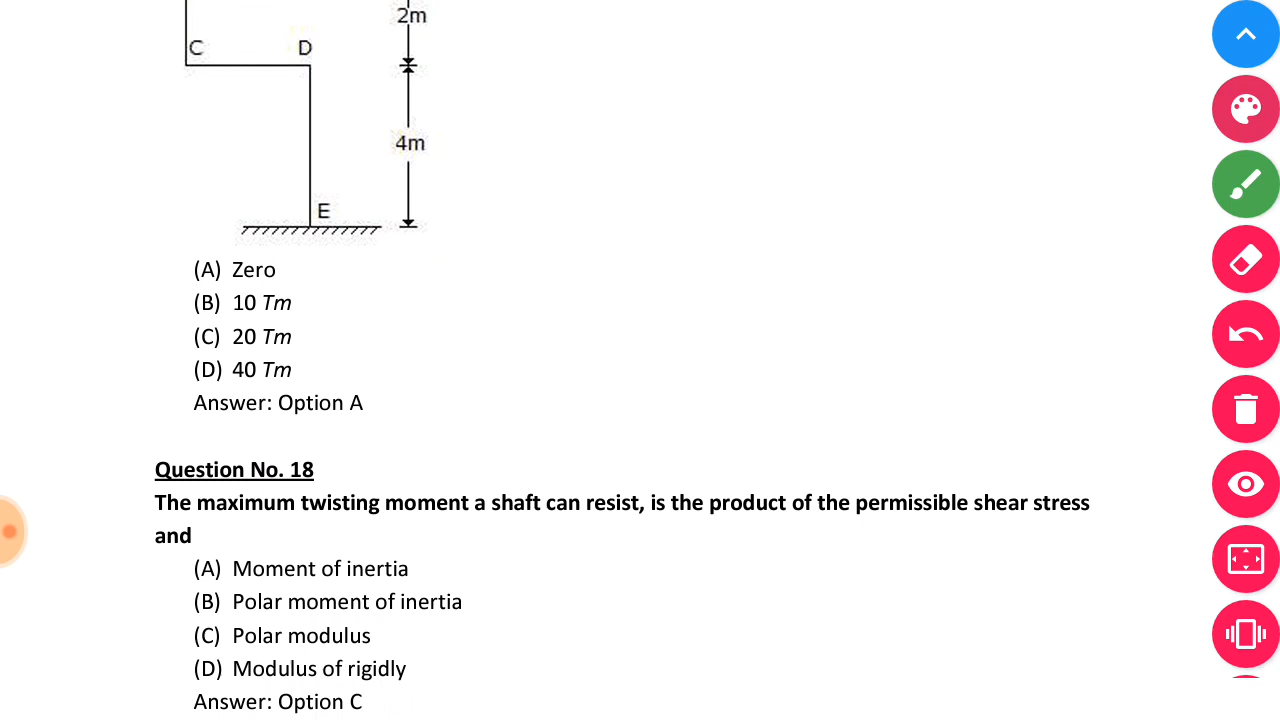 2m
C D
4m
E
(A) Zero
(B) 10 Tm
(C) 20 Tm
(D) 40 Tm
Answer: Option A
Question No. 18
The maximum twisting moment a shaft can resist, is the product of the permissible shear stress
and
(A) Moment of inertia
(B) Polar moment of inertia
(C) Polar modulus
(D) Modulus of rigidly
Answer: Option C